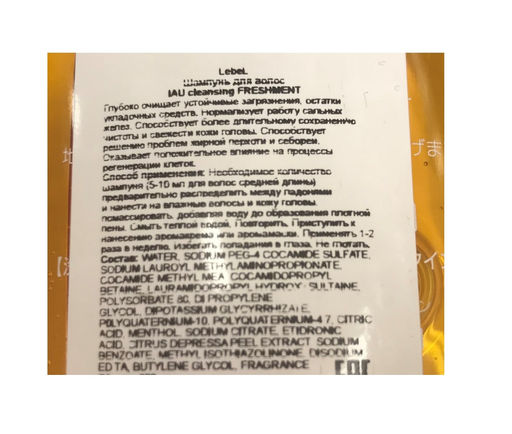 LebeL
Шампунь для волос
IAU cleansing FRESHMENT
Глубоко очищает устойчивые загрязнения, остатки
укладочных средств. Нормализует работу сальных
желез. Способствует более длительному сохранению
чистоты и свежести кожи головы. Способствует
решению проблем жирной перхоти и себореи.
Оказывает положительное влияние на процессы
регенерации клеток.
Способ применения: Необходимое количество
шампуня (5-10 мл для волос средней длины)
предварительно распределить между ладонями
и нанести на влажные волосы и кожу головы,
помассировать, добавляя воду до образования плотной
пены. Смыть теплой водой. Повторить. Приступить к
нанесению аромакрема или аромамаски. Применять 1-2
раза в неделю. Избегать попадания в глаза. Не глотать.
Состав: WATER, SODIUM PEG-4 COCAMIDE SULFATE,
SODIUM LAUROYL METHYLAMINOPROPIONATE,
COCAMIDE METHYL MEA, COCAMIDOPROPYL
BETAINE, LAURAMIDOPROPYL HYDROXYSULTAINE,
POLYSORBATE 80, DIPROPYLENE
GLYCOL, DIPOTASSIUM GLYCYRRHIZATE,
POLYQUATERNIUM-10, POLYQUATERNIUM-47, CITRIC
ACID, MENTHOL, SODIUM CITRATE, ETIDRONIC
ACID, CITRUS DEPRESSA PEEL EXTRACT, SODIUM
BENZOATE, METHYLISOTHIAZOLINONE, DISODIUM
EDTA, BUTYLENE GLYCOL, FRAGRANCE
EAC